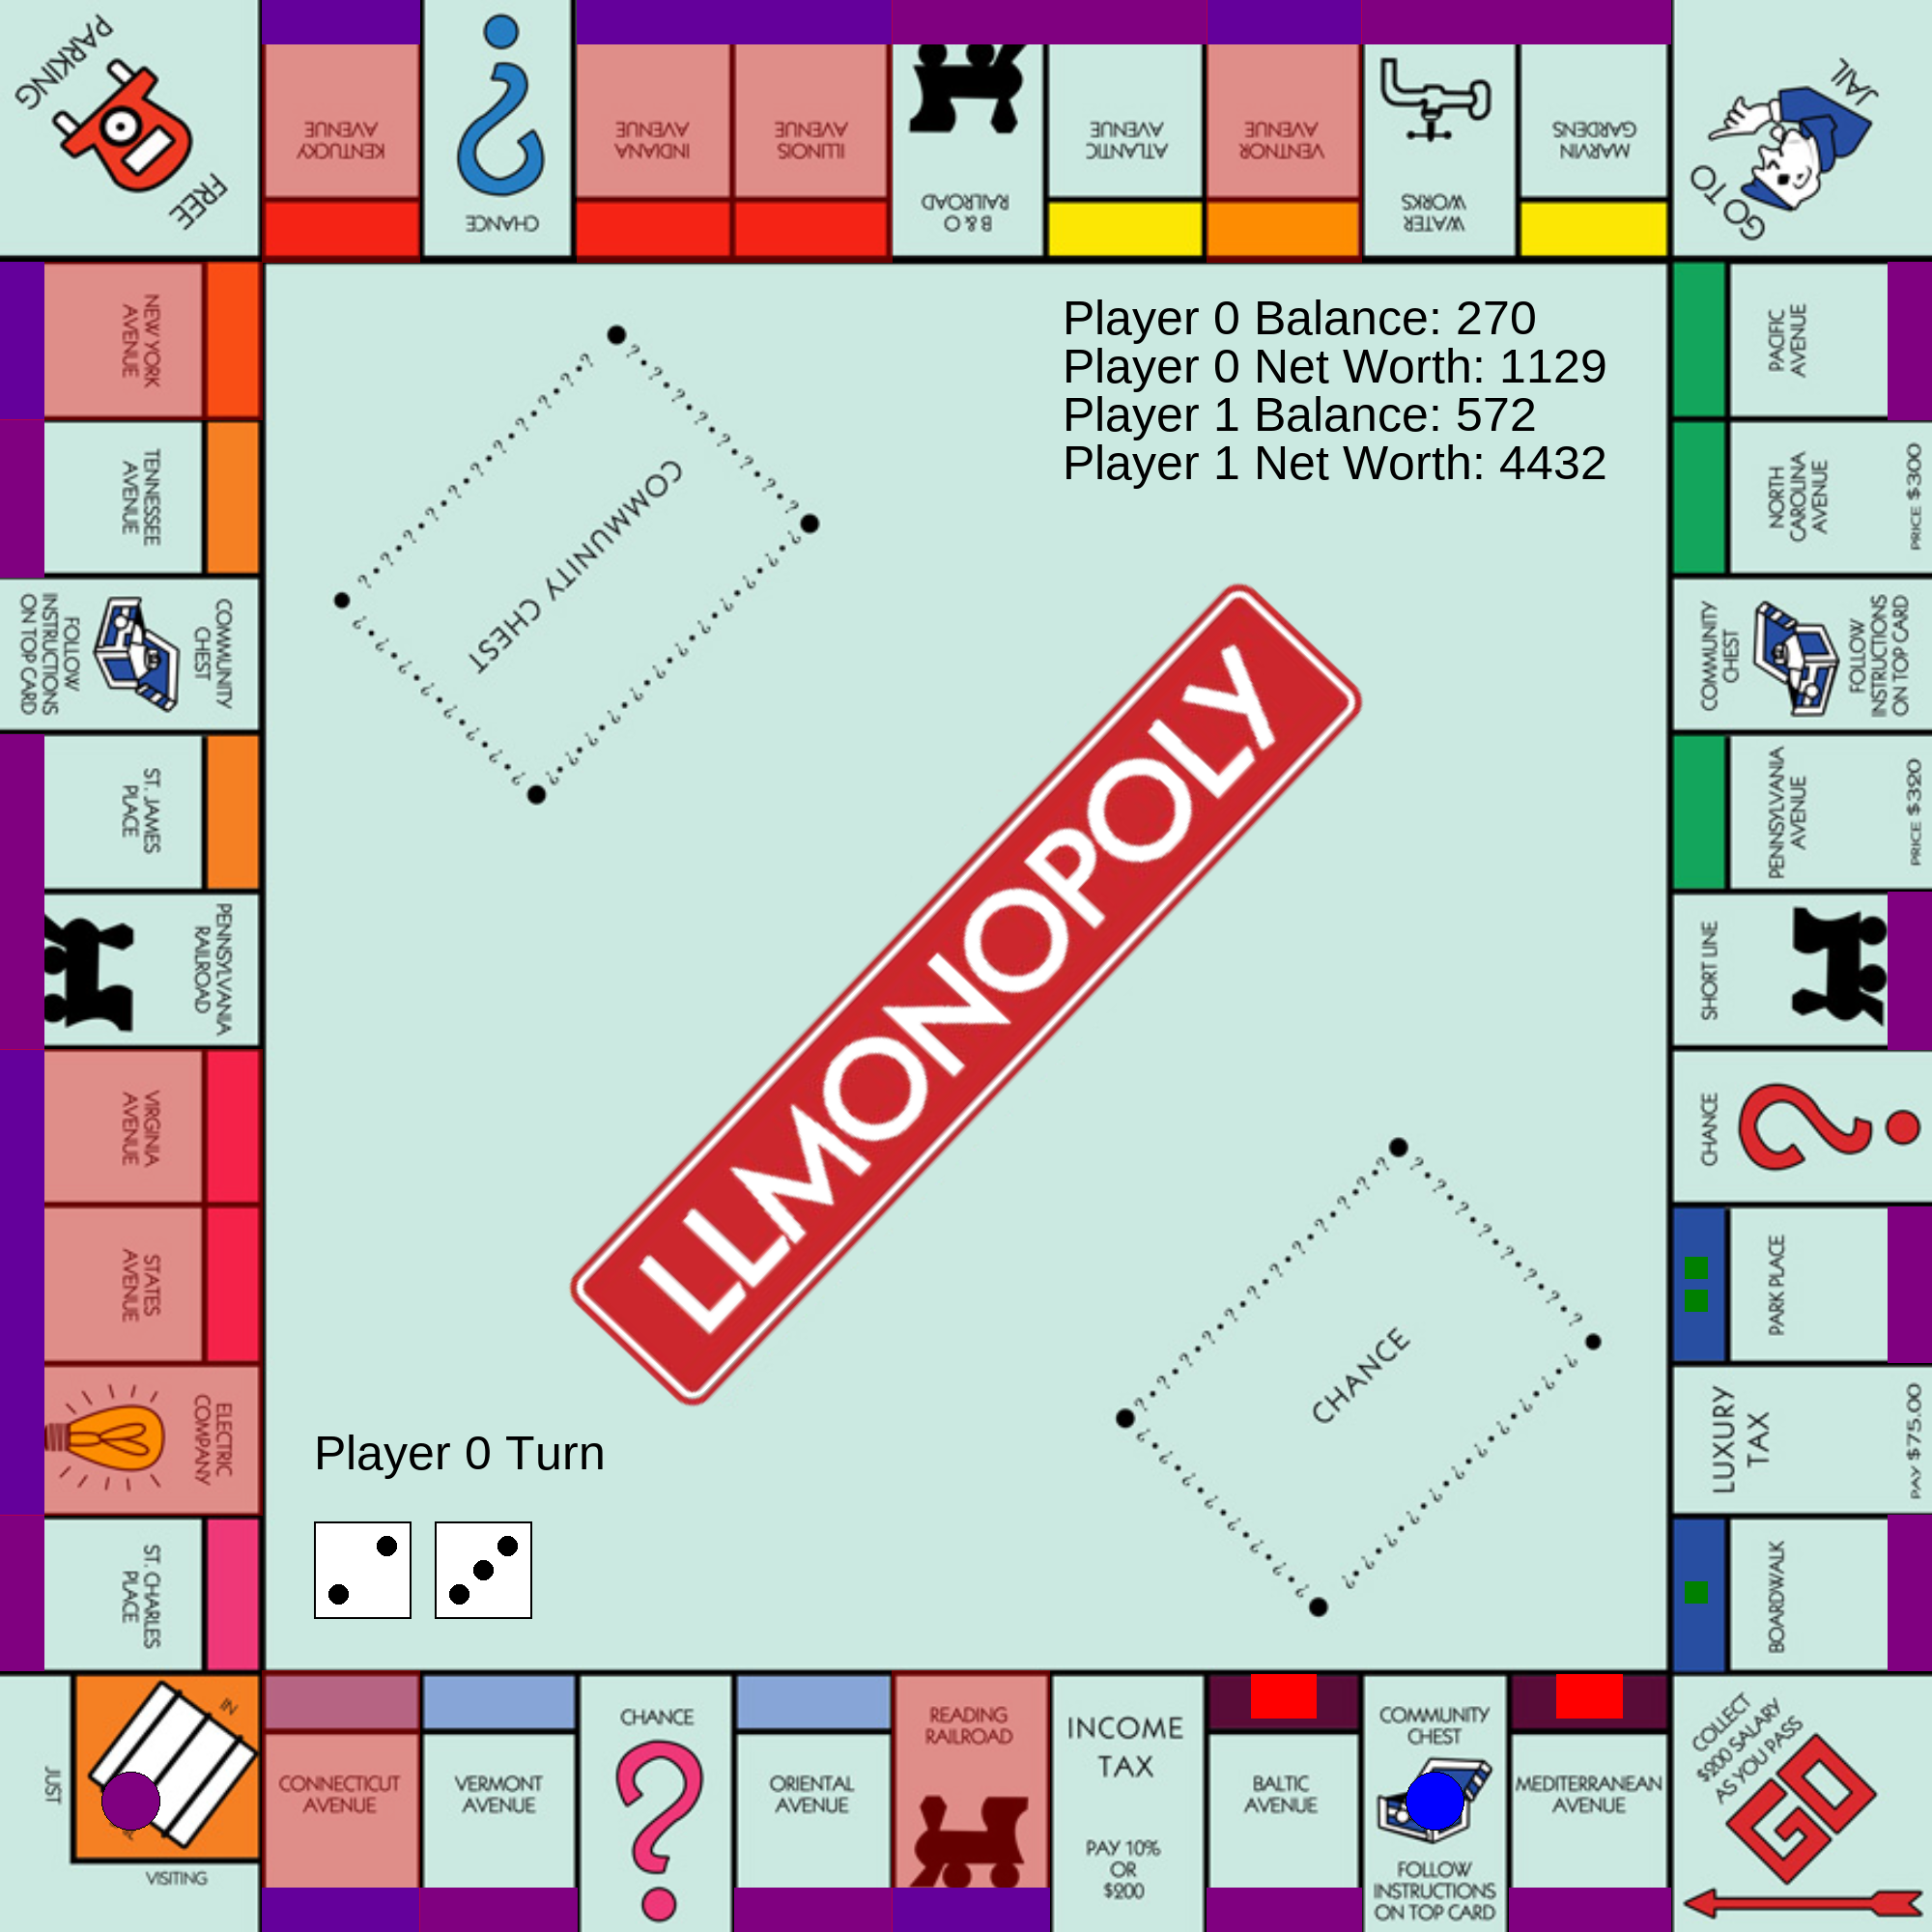 PARKING
FREE
KENTUCKY
AVENUE
CHANCE
INDIANA
AVENUE
ILLINOIS
AVENUE
B & O
RAILROAD
ATLANTIC
AVENUE
VENTNOR
AVENUE
WATER
WORKS
MARVIN
GARDENS
GO TO
JAIL
NEW YORK
AVENUE
TENNESSEE
AVENUE
COMMUNITY
CHEST
FOLLOW
INSTRUCTIONS
ON TOP CARD
ST. JAMES
PLACE
PENNSYLVANIA
RAILROAD
VIRGINIA
AVENUE
STATES
AVENUE
ELECTRIC
COMPANY
ST. CHARLES
PLACE
Player 0 Balance: 270
Player 0 Net Worth: 1129
Player 1 Balance: 572
Player 1 Net Worth: 4432
COMMUNITY CHEST
LLMONOPOLY
CHANCE
Player 0 Turn
PACIFIC
AVENUE
NORTH
CAROLINA
AVENUE
PRICE $300
COMMUNITY
CHEST
FOLLOW
INSTRUCTIONS
ON TOP CARD
PENNSYLVANIA
AVENUE
PRICE $320
SHORT LINE
CHANCE
PARK PLACE
LUXURY
TAX
PAY $75.00
BOARDWALK
JUST
VISITING
IN
CONNECTICUT
AVENUE
VERMONT
AVENUE
CHANCE
ORIENTAL
AVENUE
READING
RAILROAD
INCOME
TAX
PAY 10%
OR
$200
BALTIC
AVENUE
COMMUNITY
CHEST
FOLLOW
INSTRUCTIONS
ON TOP CARD
MEDITERRANEAN
AVENUE
COLLECT
$200 SALARY
AS YOU PASS
GO